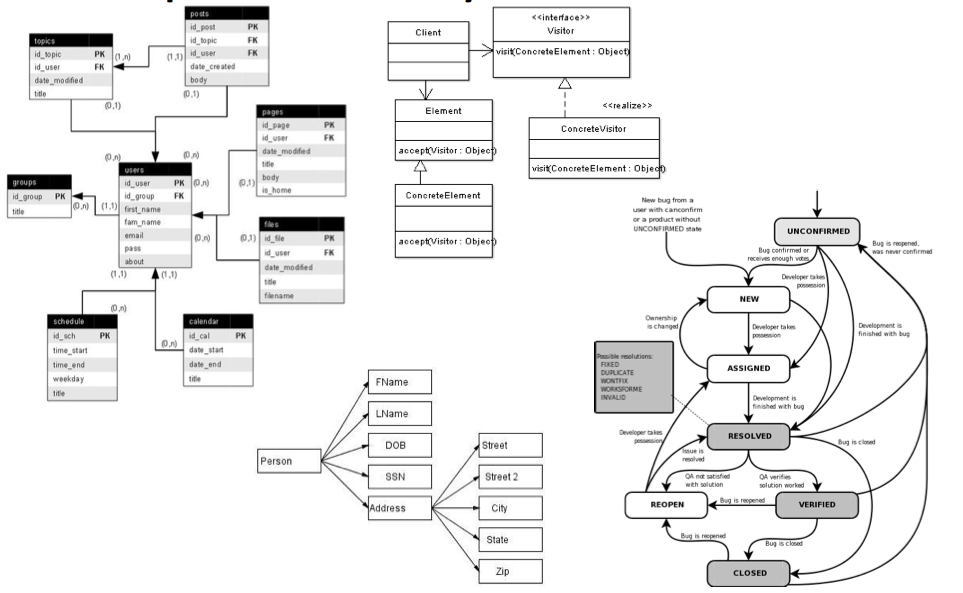 posts
id_post PK
id_topic FK
id_user FK
date_created
body
topics
id_topic PK
id_user FK
date_modified
title
(1,n)
(1,1)
(0,1)
(0,1)
pages
id_page PK
id_user FK
date_modified
title
body
is_home
(0,n)
(0,n)
users
id_user PK
id_group FK
first_name
fam_name
email
pass
about
(0,n)
(0,1)
groups
id_group PK
title
(0,n)
(1,1)
(0,n)
(0,1)
files
id_file PK
id_user FK
date_modified
title
filename
(1,1)
(1,1)
(0,n)
(0,n)
schedule
id_sch PK
time_start
time_end
weekday
title
calendar
id_cal PK
date_start
date_end
title
Client
<<interface>>
Visitor
visit(ConcreteElement : Object)
Element
accept(Visitor : Object)
<<realize>>
ConcreteVisitor
visit(ConcreteElement : Object)
ConcreteElement
accept(Visitor : Object)
Person
FName
LName
DOB
SSN
Address
Street
Street 2
City
State
Zip
New bug from a
user with canconfirm
or a product without
UNCONFIRMED state
UNCONFIRMED
Bug confirmed or
receives enough votes
Bug is reopened,
was never confirmed
Developer takes
possession
NEW
Ownership
is changed
Developer takes
possession
Development is
finished with bug
Possible resolutions:
FIXED
DUPLICATE
WONTFIX
WORKSFORME
INVALID
ASSIGNED
Development is
finished with bug
Developer takes
possession
RESOLVED
Issue is
resolved
Bug is closed
QA not satisfied
with solution
QA verifies
solution worked
REOPEN
Bug is reopened
VERIFIED
Bug is reopened
Bug is closed
CLOSED